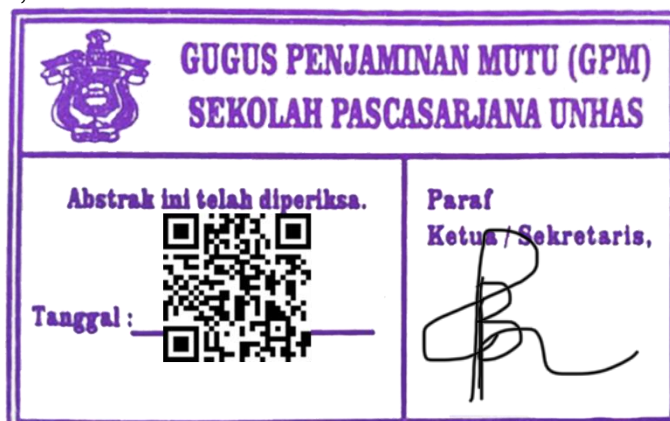 GUGUS PENJAMINAN MUTU (GPM)
SEKOLAH PASCASARJANA UNHAS
Abstrak ini telah diperiksa.
Tanggal :
Paraf
Ketua / Sekretaris,